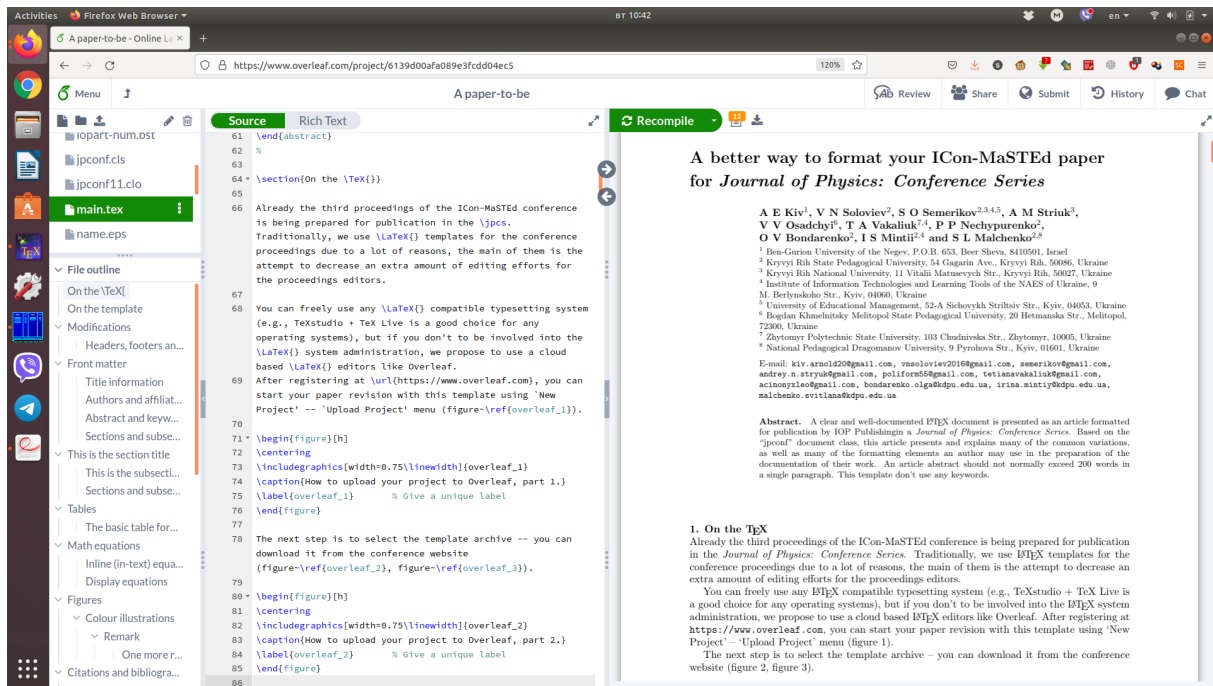 Activities
Firefox Web Browser
вт 10:42
en
A paper-to-be - Online La
https://www.overleaf.com/project/6139d00afa089e3fcdd04ec5
120%
Menu
A paper-to-be
Review
Share
Submit
History
Chat
iopart-num.bst
jpconf.cls
jpconf11.clo
main.tex
name.eps
File outline
On the \TeX{
On the template
Modifications
Headers, footers an...
Front matter
Title information
Authors and affiliat...
Abstract and keyw...
Sections and subse...
This is the section title
This is the subsecti...
Sections and subse...
Tables
The basic table for...
Math equations
Inline (in-text) equa...
Display equations
Figures
Colour illustrations
Remark
One more r...
Citations and bibliogra...
Source
Rich Text
61 \end{abstract}
62 %
63
64 \section{On the \TeX{}}
65
66 Already the third proceedings of the ICon-MaSTEd conference
is being prepared for publication in the \jpcs.
Traditionally, we use \LaTeX{} templates for the conference
proceedings due to a lot of reasons, the main of them is the
attempt to decrease an extra amount of editing efforts for
the proceedings editors.
67
68 You can freely use any \LaTeX{} compatible typesetting system
(e.g., TeXstudio + TeX Live is a good choice for any
operating systems), but if you don't to be involved into the
\LaTeX{} system administration, we propose to use a cloud
based \LaTeX{} editors like Overleaf.
69 After registering at \url{https://www.overleaf.com}, you can
start your paper revision with this template using `New
Project' -- `Upload Project' menu (figure~\ref{overleaf_1}).
70
71 \begin{figure}[h]
72 \centering
73 \includegraphics[width=0.75\linewidth]{overleaf_1}
74 \caption{How to upload your project to Overleaf, part 1.}
75 \label{overleaf_1} % Give a unique label
76 \end{figure}
77
78 The next step is to select the template archive -- you can
download it from the conference website
(figure~\ref{overleaf_2}, figure~\ref{overleaf_3}).
79
80 \begin{figure}[h]
81 \centering
82 \includegraphics[width=0.75\linewidth]{overleaf_2}
83 \caption{How to upload your project to Overleaf, part 2.}
84 \label{overleaf_2} % Give a unique label
85 \end{figure}
86
Recompile
12
A better way to format your ICon-MaSTEd paper
for Journal of Physics: Conference Series
A E Kiv1, V N Soloviev2, S O Semerikov2,3,4,5, A M Striuk3,
V V Osadchyi6, T A Vakaliuk7,4, P P Nechypurenko2,
O V Bondarenko2, I S Mintii2,4 and S L Malchenko2,8
1 Ben-Gurion University of the Negev, P.O.B. 653, Beer Sheva, 8410501, Israel
2 Kryvyi Rih State Pedagogical University, 54 Gagarin Ave., Kryvyi Rih, 50086, Ukraine
3 Kryvyi Rih National University, 11 Vitalii Matusevych Str., Kryvyi Rih, 50027, Ukraine
4 Institute of Information Technologies and Learning Tools of the NAES of Ukraine, 9
M. Berlynskoho Str., Kyiv, 04060, Ukraine
5 University of Educational Management, 52-A Sichovykh Striltsiv Str., Kyiv, 04053, Ukraine
6 Bogdan Khmelnitsky Melitopol State Pedagogical University, 20 Hetmanska Str., Melitopol,
72300, Ukraine
7 Zhytomyr Polytechnic State University, 103 Chudnivska Str., Zhytomyr, 10005, Ukraine
8 National Pedagogical Dragomanov University, 9 Pyrohova Str., Kyiv, 01601, Ukraine
E-mail: kiv.arnold20@gmail.com, vnsoloviev2016@gmail.com, semerikov@gmail.com,
andrey.n.stryuk@gmail.com, poliform55@gmail.com, tetianavakaliuk@gmail.com,
acinonyxleo@gmail.com, bondarenko.olga@kdpu.edu.ua, irina.mintiy@kdpu.edu.ua,
malchenko.svitlana@kdpu.edu.ua
Abstract. A clear and well-documented LATEX document is presented as an article formatted
for publication by IOP Publishingin a Journal of Physics: Conference Series. Based on the
“jpconf” document class, this article presents and explains many of the common variations,
as well as many of the formatting elements an author may use in the preparation of the
documentation of their work. An article abstract should not normally exceed 200 words in
a single paragraph. This template don't use any keywords.
1. On the TEX
Already the third proceedings of the ICon-MaSTEd conference is being prepared for publication
in the Journal of Physics: Conference Series. Traditionally, we use LATEX templates for the
conference proceedings due to a lot of reasons, the main of them is the attempt to decrease an
extra amount of editing efforts for the proceedings editors.
You can freely use any LATEX compatible typesetting system (e.g., TeXstudio + TeX Live is
a good choice for any operating systems), but if you don't to be involved into the LATEX system
administration, we propose to use a cloud based LATEX editors like Overleaf. After registering at
https://www.overleaf.com, you can start your paper revision with this template using ‘New
Project’ – ‘Upload Project’ menu (figure 1).
The next step is to select the template archive – you can download it from the conference
website (figure 2, figure 3).